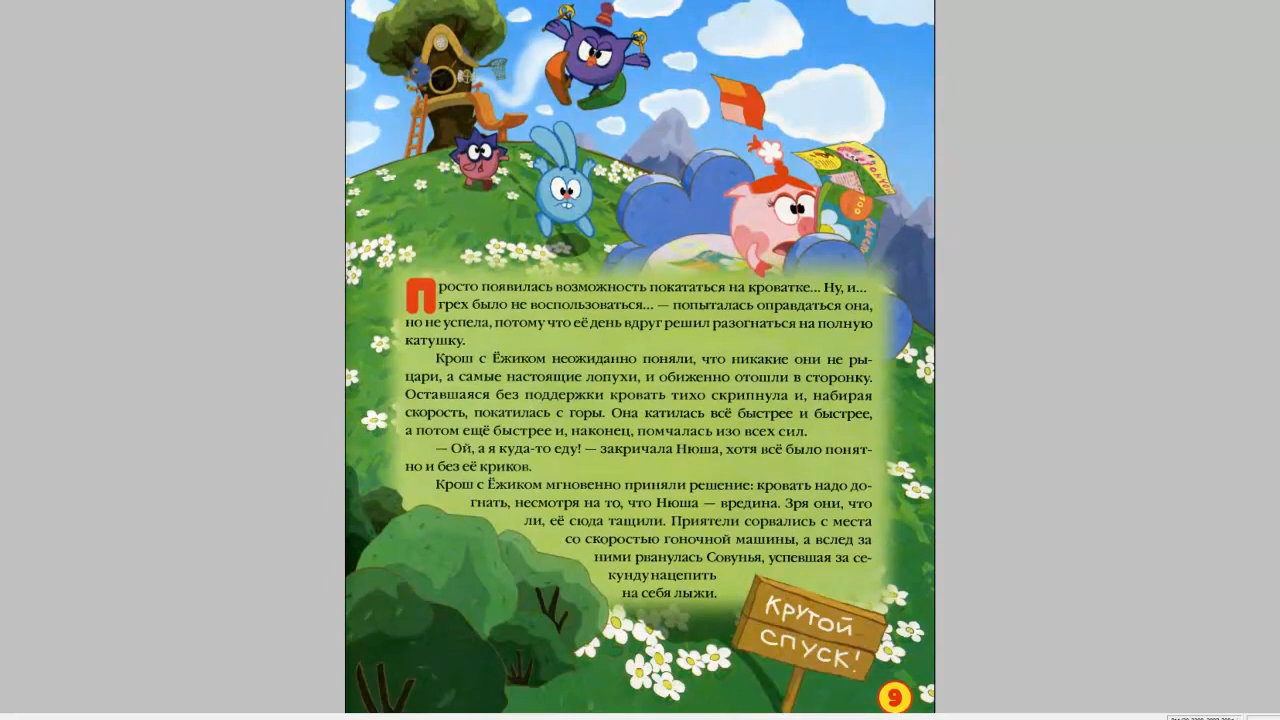 Просто появилась возможность покататься на кроватке... Ну, и...
грех было не воспользоваться... — попыталась оправдаться она,
но не успела, потому что её день вдруг решил разогнаться на полную
катушку.
Крош с Ёжиком неожиданно поняли, что никакие они не ры-
цари, а самые настоящие лопухи, и обиженно отошли в сторонку.
Оставшаяся без поддержки кровать тихо скрипнула и, набирая
скорость, покатилась с горы. Она катилась всё быстрее и быстрее,
а потом ещё быстрее и, наконец, помчалась изо всех сил.
— Ой, а я куда-то еду! — закричала Нюша, хотя всё было понят-
но и без её криков.
Крош с Ёжиком мгновенно приняли решение: кровать надо до-
гнать, несмотря на то, что Нюша — вредина. Зря они, что
ли, её сюда тащили. Приятели сорвались с места
со скоростью гоночной машины, а вслед за
ними рванулась Совунья, успевшая за се-
кунду нацепить
на себя лыжи.
КРУТОЙ
СПУСК!
9